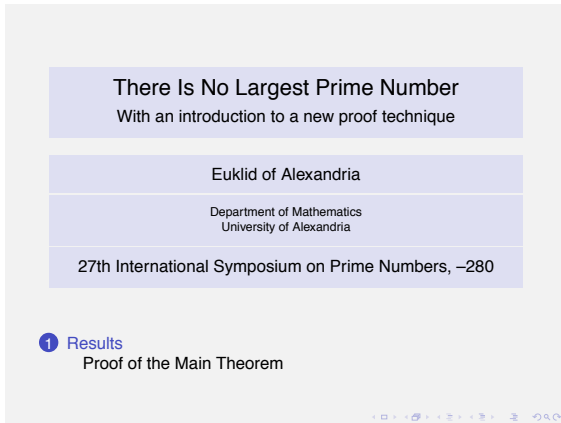 There Is No Largest Prime Number
With an introduction to a new proof technique
Euklid of Alexandria
Department of Mathematics
University of Alexandria
27th International Symposium on Prime Numbers, –280
1 Results
Proof of the Main Theorem